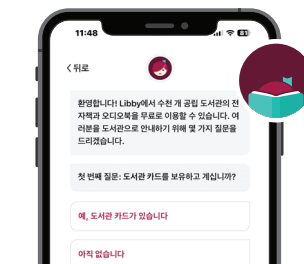 11:48
뒤로
환영합니다! Libby에서 수천 개 공립 도서관의 전
자책과 오디오북을 무료로 이용할 수 있습니다. 여
러분을 도서관으로 안내하기 위해 몇 가지 질문을
드리겠습니다.
첫 번째 질문: 도서관 카드를 보유하고 계십니까?
예, 도서관 카드가 있습니다
아직 없습니다